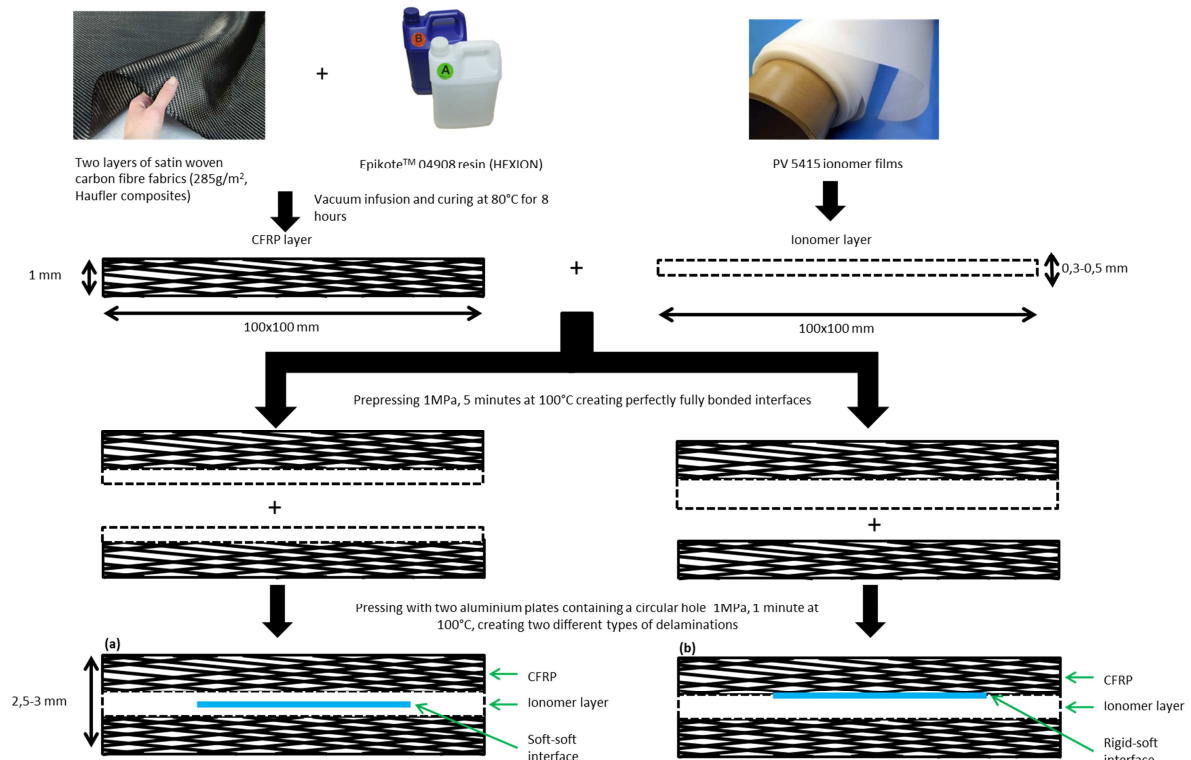 B
A
+
Two layers of satin woven
carbon fibre fabrics (285g/m², 
Haufler composites)
Epikote™ 04908 resin (HEXION)
PV 5415 ionomer films
Vacuum infusion and curing at 80°C for 8
hours
CFRP layer
Ionomer layer
1 mm
+
0,3-0,5 mm
100x100 mm
100x100 mm
Prepressing 1MPa, 5 minutes at 100°C creating perfectly fully bonded interfaces
+
+
Pressing with two aluminium plates containing a circular hole 1MPa, 1 minute at
100°C, creating two different types of delaminations
(a)
(b)
2,5-3 mm
CFRP
Ionomer layer
Soft-soft
interface
CFRP
Ionomer layer
Rigid-soft
interface